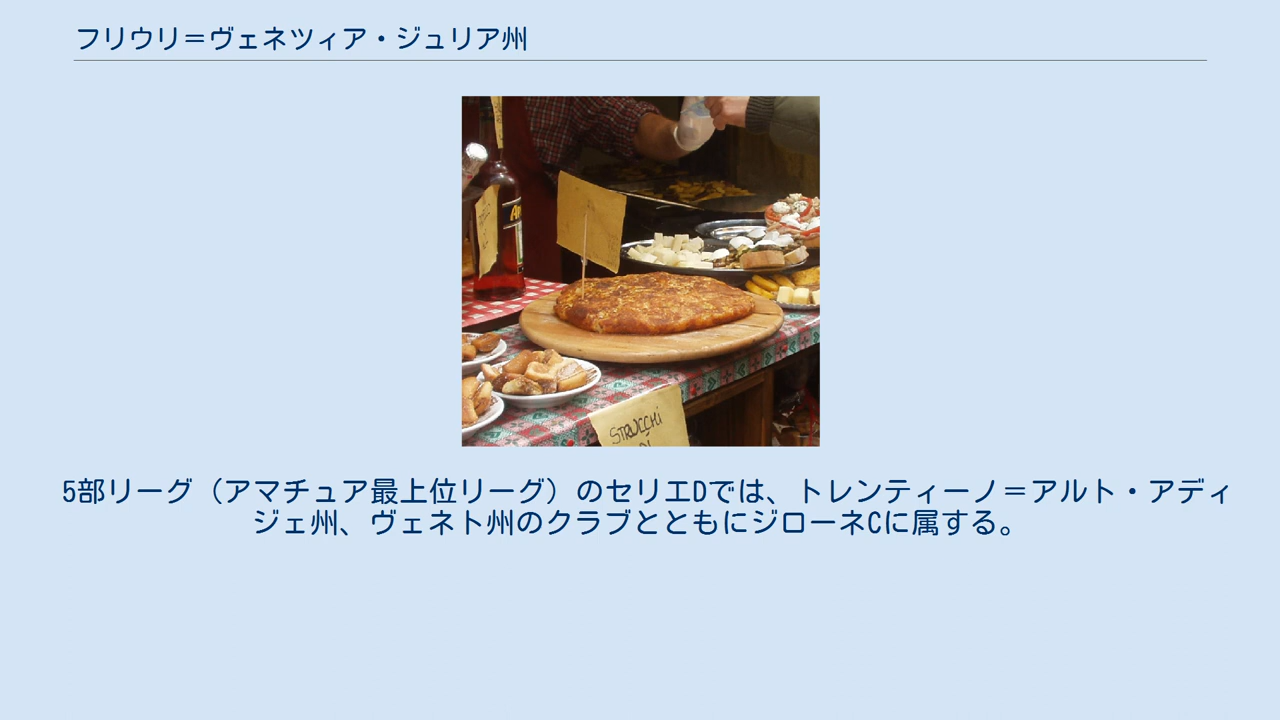 フリウリ＝ヴェネツィア・ジュリア州
STRUCCHi
DI
5部リーグ（アマチュア最上位リーグ）のセリエDでは、トレンティーノ＝アルト・アディ
ジェ州、ヴェネト州のクラブとともにジローネCに属する。